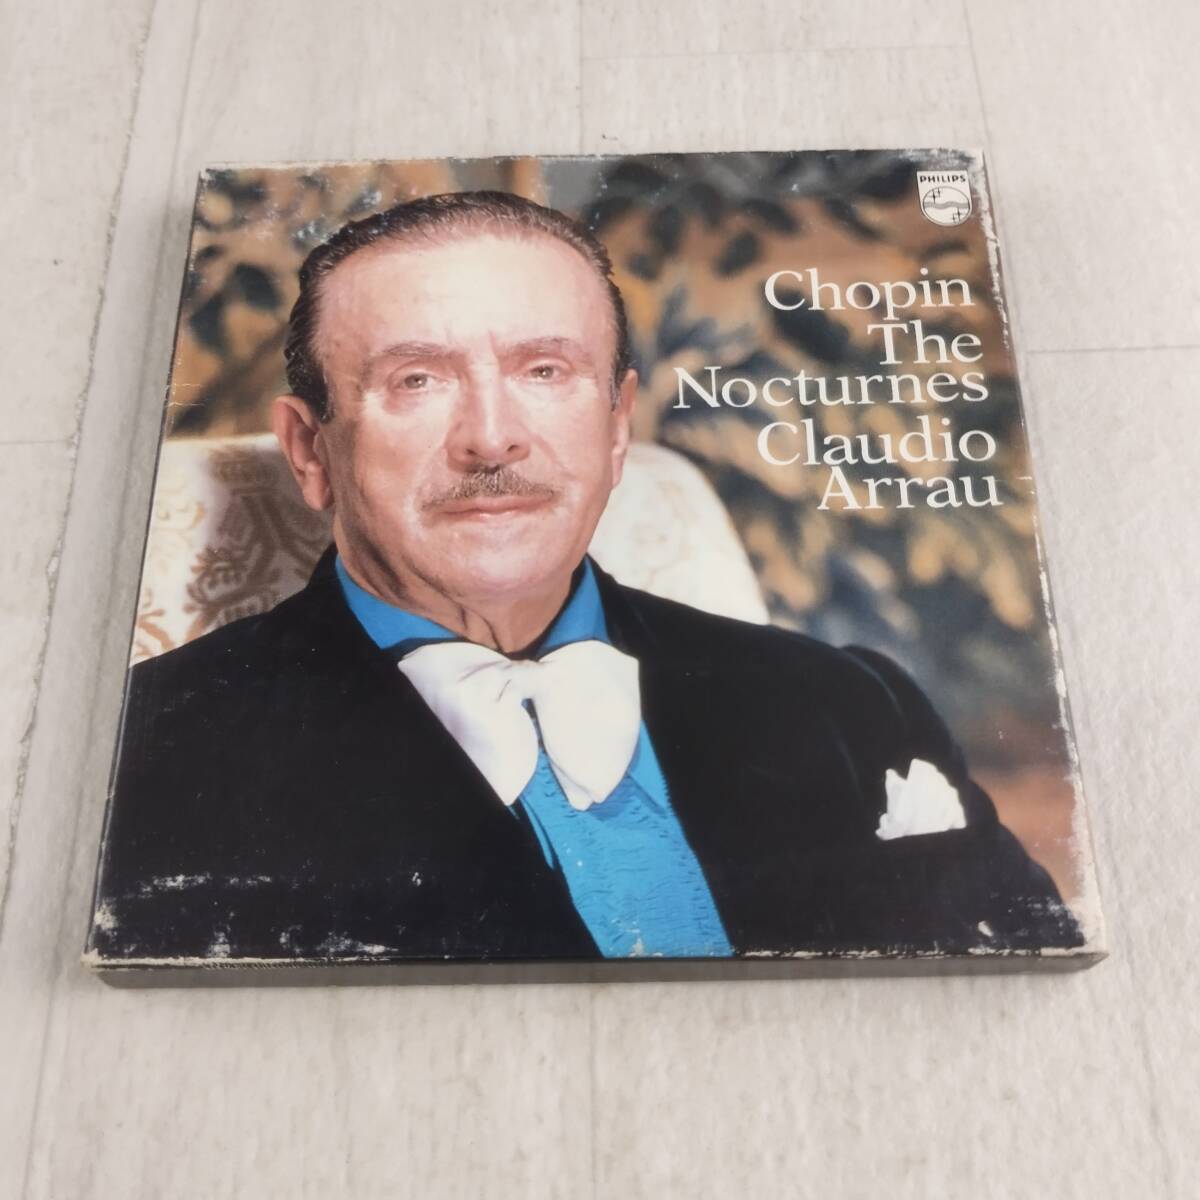 PHILIPS
Chopin
The
Nocturnes
Claudio
Arrau